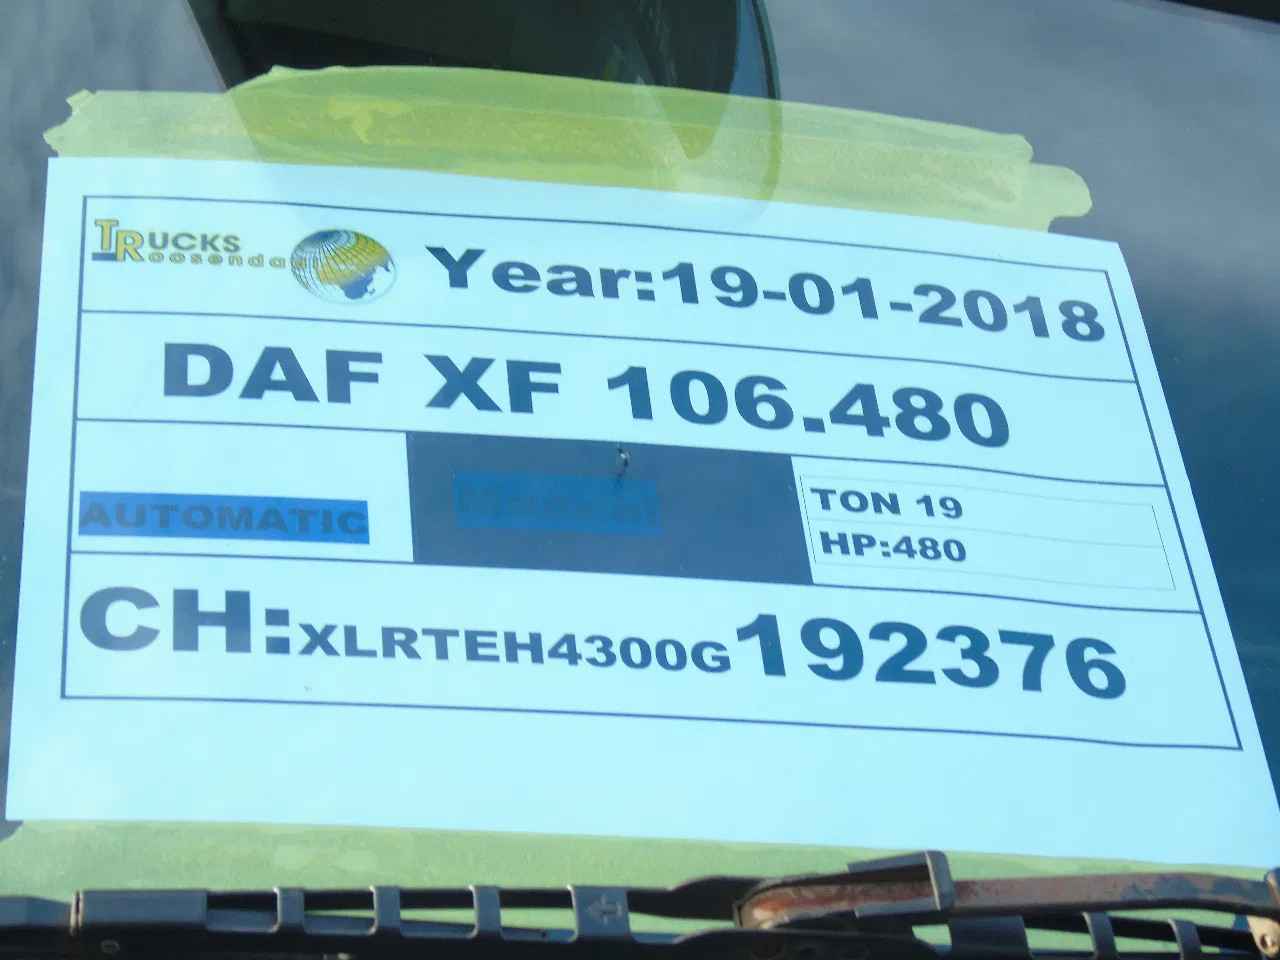 TRUCKS
Roosendaal
Year:19-01-2018
DAF XF 106.480
AUTOMATIC
TON 19
HP:480
CH:XLRTEH4300G192376